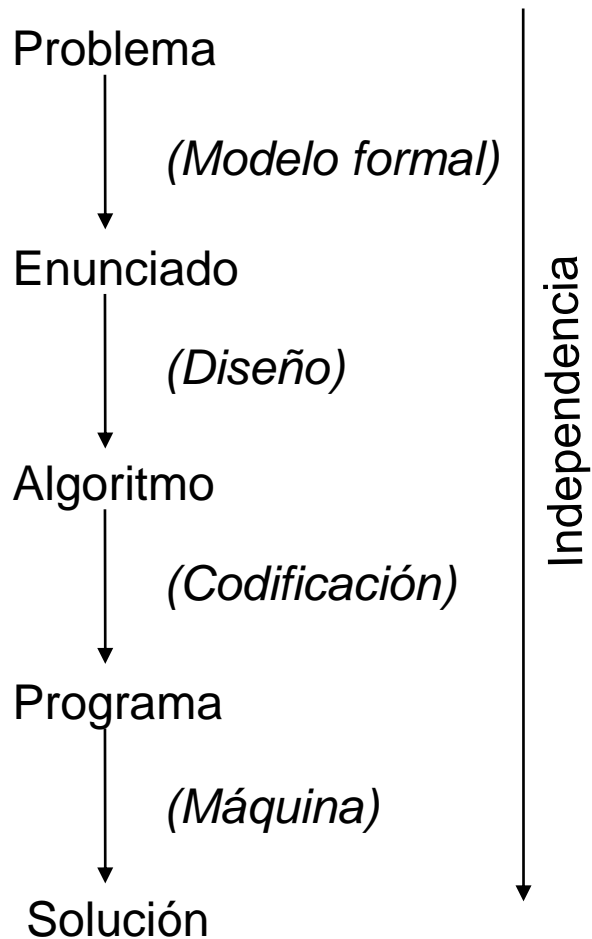 Problema
(Modelo formal)
Enunciado
(Diseño)
Algoritmo
(Codificación)
Programa
(Máquina)
Solución
Independencia